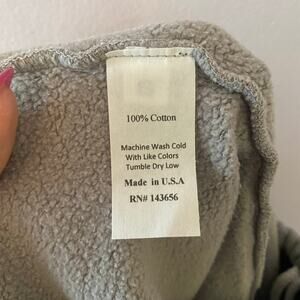 100% Cotton
Machine Wash Cold
With Like Colors
Tumble Dry Low
Made in U.S.A
RN# 143656